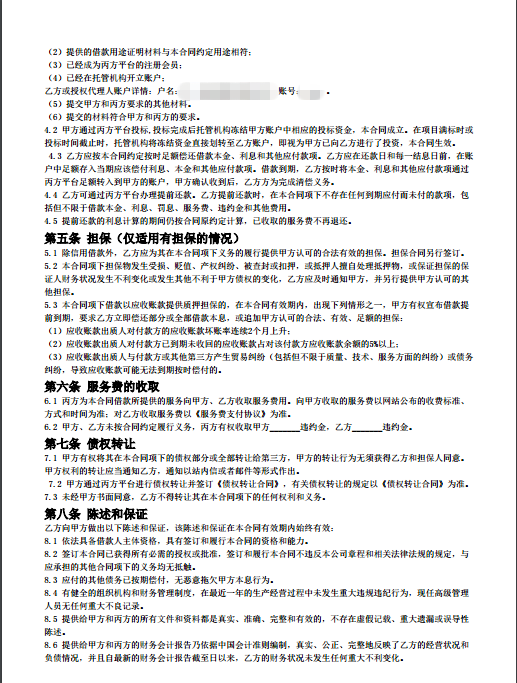 （2）提供的借款用途证明材料与本合同约定用途相符；
（3）已经成为丙方平台的注册会员；
（4）已经在托管机构开立账户；
乙方或授权代理人账户详情：户名： 账号： 。
（5）提交甲方和丙方要求的其他材料。
（6）提交的材料符合甲方和丙方的要求。
4.2 甲方通过丙方平台投标，投标完成后托管机构冻结甲方账户中相应的投标资金，本合同成立。在项目满标时或
投标时间截止时，托管机构将冻结资金直接划转至乙方账户，即视为甲方已向乙方进行了投资，本合同生效。
4.3 乙方应按本合同约定按时足额偿还借款本金、利息和其他应付款项。乙方应在还款日和每一结息日前，在账
户中足额存入当期应该偿付利息、本金和其他应付款项。借款到期，乙方按时将本金、利息和其他应付款项通过
丙方平台足额转入到甲方的账户，甲方确认收到后，乙方方为完成清偿义务。
4.4 乙方可通过丙方平台办理提前还款。乙方提前还款时，在本合同项下不存在任何到期应付而未付的款项，包
括但不限于借款本金、利息、罚息、服务费、违约金和其他费用。
4.5 提前还款的利息计算的期间仍按合同原约定计算，已收取的服务费不再退还。
第五条 担保（仅适用有担保的情况）
5.1 除信用借款外，乙方应为其在本合同项下义务的履行提供甲方认可的合法有效的担保。担保合同另行签订。
5.2 本合同项下担保物发生受损、贬值、产权纠纷、被查封或扣押，或抵押人擅自处理抵押物，或保证担保的保
证人财务状况发生不利变化或发生其他不利于甲方债权的变化，乙方应及时通知甲方，并另行提供甲方认可的其
他担保。
5.3 本合同项下借款以应收账款提供质押担保的，在本合同有效期内，出现下列情形之一，甲方有权宣布借款提
前到期，要求乙方立即偿还部分或全部借款本息，或追加甲方认可的合法、有效、足额的担保：
（1）应收账款出质人对付款方的应收账款坏账率连续2个月上升；
（2）应收账款出质人对付款方已到期未收回的应收账款占对该付款方应收账款余额的5%以上；
（3）应收账款出质人与付款方或其他第三方产生贸易纠纷（包括但不限于质量、技术、服务方面的纠纷）或债务
纠纷，导致应收账款可能无法到期按时偿付的。
第六条 服务费的收取
6.1 丙方为本合同借款所提供的服务向甲方、乙方收取服务费用。向甲方收取的服务费以网站公布的收费标准、
方式和时间为准；对乙方收取服务费以《服务费支付协议》为准。
6.2 甲方、乙方未按合同约定履行义务，丙方有权收取甲方______违约金，乙方______违约金。
第七条 债权转让
7.1 甲方有权将其在本合同项下的债权部分或全部转让给第三方，甲方的转让行为无须获得乙方和担保人同意。
甲方权利的转让应当通知乙方，通知以站内信或者邮件等形式作出。
7.2 甲方通过丙方平台进行债权转让并签订《债权转让合同》，有关债权转让的规定以《债权转让合同》为准。
7.3 未经甲方书面同意，乙方不得转让其在本合同项下的任何权利和义务。
第八条 陈述和保证
乙方向甲方做出以下陈述和保证，该陈述和保证在本合同有效期内始终有效：
8.1 依法具备借款人主体资格，具有签订和履行本合同的资格和能力。
8.2 签订本合同已获得所有必需的授权或批准，签订和履行本合同不违反本公司章程和相关法律法规的规定，与
应承担的其他合同项下的义务均无抵触。
8.3 应付的其他债务已按期偿付，无恶意拖欠甲方本息行为。
8.4 有健全的组织机构和财务管理制度，在最近一年的生产经营过程中未发生重大违规违纪行为，现任高级管理
人员无任何重大不良记录。
8.5 提供给甲方和丙方的所有文件和资料都是真实、准确、完整和有效的，不存在虚假记载、重大遗漏或误导性
陈述。
8.6 提供给甲方和丙方的财务会计报告乃依据中国会计准则编制，真实、公正、完整地反映了乙方的经营状况和
负债情况，并且自最新的财务会计报告截至日以来，乙方的财务状况未发生任何重大不利变化。